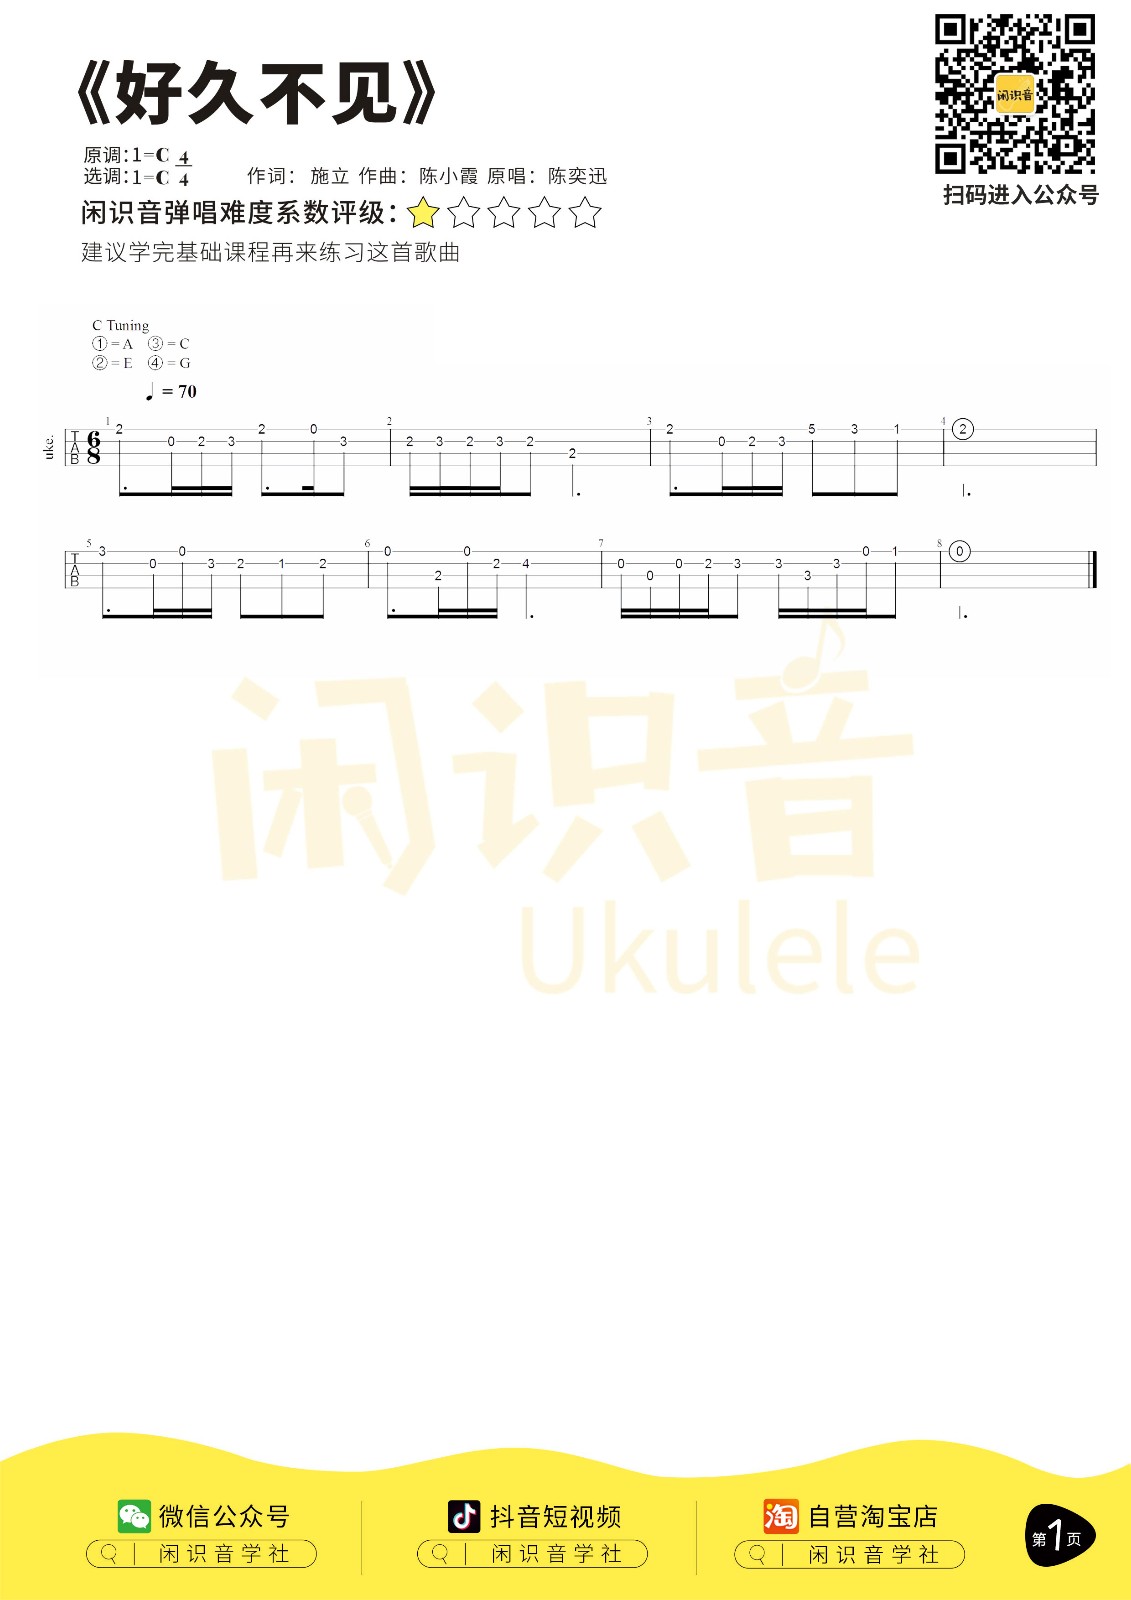 《好久不见》
闲识音
扫码进入公众号
原调：1=C 4
选调：1=C 4
作词： 施立 作曲：陈小霞 原唱：陈奕迅
闲识音弹唱难度系数评级：
建议学完基础课程再来练习这首歌曲
C Tuning
① = A ③ = C
② = E ④ = G
♩ = 70
uke.
TAB
6
8
1 2 0 2 3 2 0 3 2 2 3 2 3 2 2 3 2 0 2 3 5 3 1 4 2
TAB
5 3 0 0 3 2 1 2 6 0 2 0 2 4 7 0 0 0 2 3 3 3 3 0 1 8 0
闲识音
Ukulele
微信公众号
闲识音学社
抖音短视频
闲识音学社
淘 自营淘宝店
闲识音学社
第1页